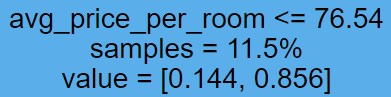 avg_price_per_room <= 76.54
samples = 11.5%
value = [0.144, 0.856]